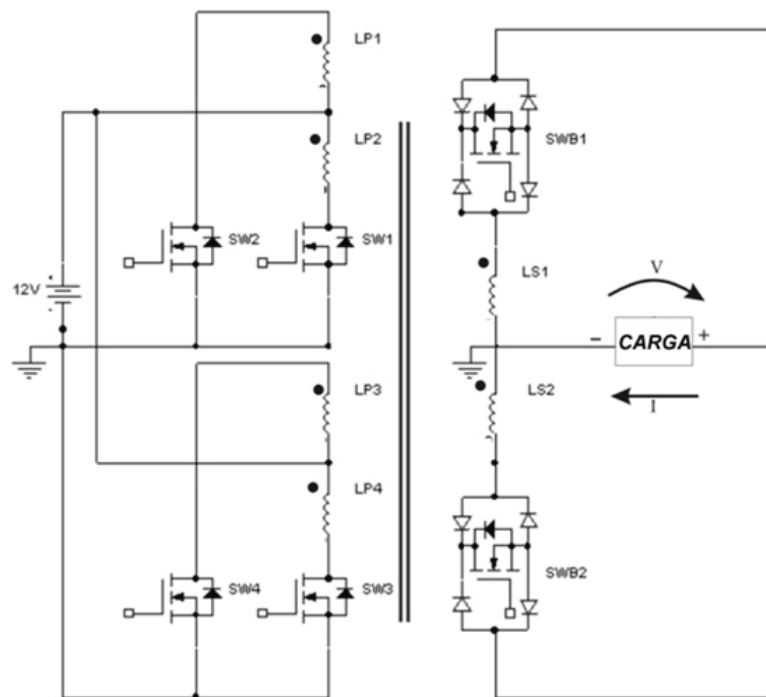 LP1
LP2
SW2
SW1
12V
LP3
LP4
SW4
SW3
SWB1
LS1
V
- CARGA +
I
LS2
SWB2